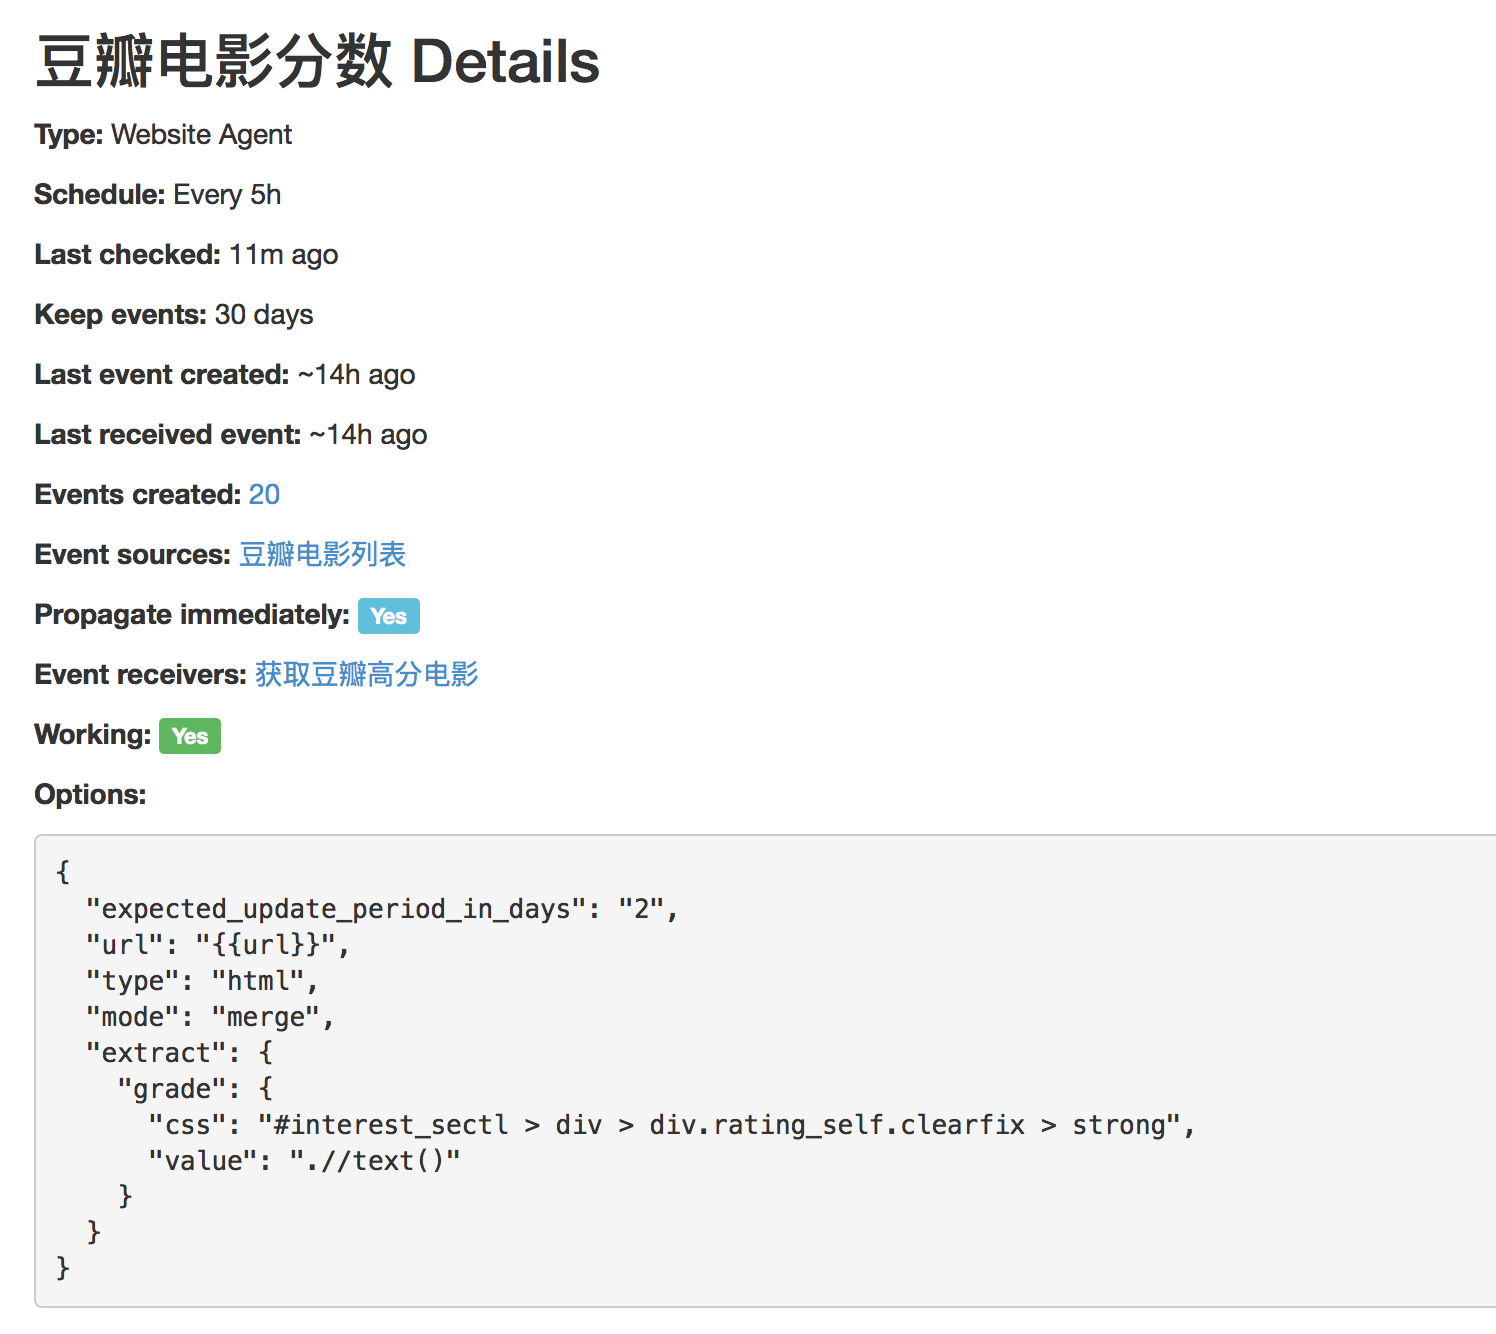 豆瓣电影分数 Details
Type: Website Agent
Schedule: Every 5h
Last checked: 11m ago
Keep events: 30 days
Last event created: ~14h ago
Last received event: ~14h ago
Events created: 20
Event sources: 豆瓣电影列表
Propagate immediately: Yes
Event receivers: 获取豆瓣高分电影
Working: Yes
Options:
{
  "expected_update_period_in_days": "2",
  "url": "{{url}}",
  "type": "html",
  "mode": "merge",
  "extract": {
    "grade": {
      "css": "#interest_sectl > div > div.rating_self.clearfix > strong",
      "value": ".//text()"
    }
  }
}